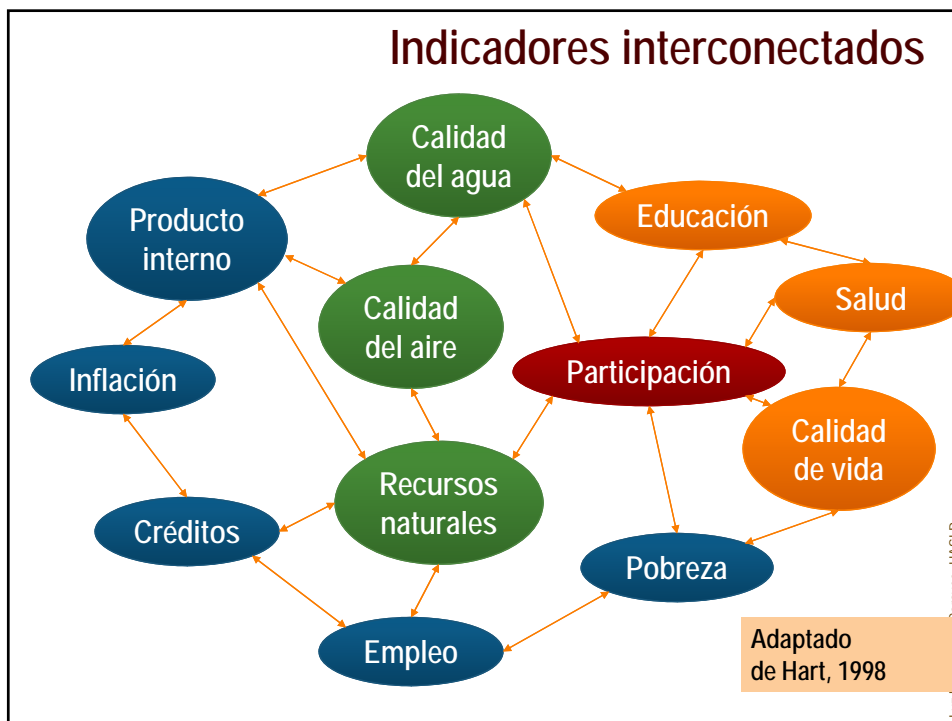 Indicadores interconectados
Calidad
del agua
Producto
interno
Educación
Calidad
del aire
Salud
Inflación
Participación
Calidad
de vida
Recursos
naturales
Créditos
Pobreza
Empleo
Adaptado
de Hart, 1998